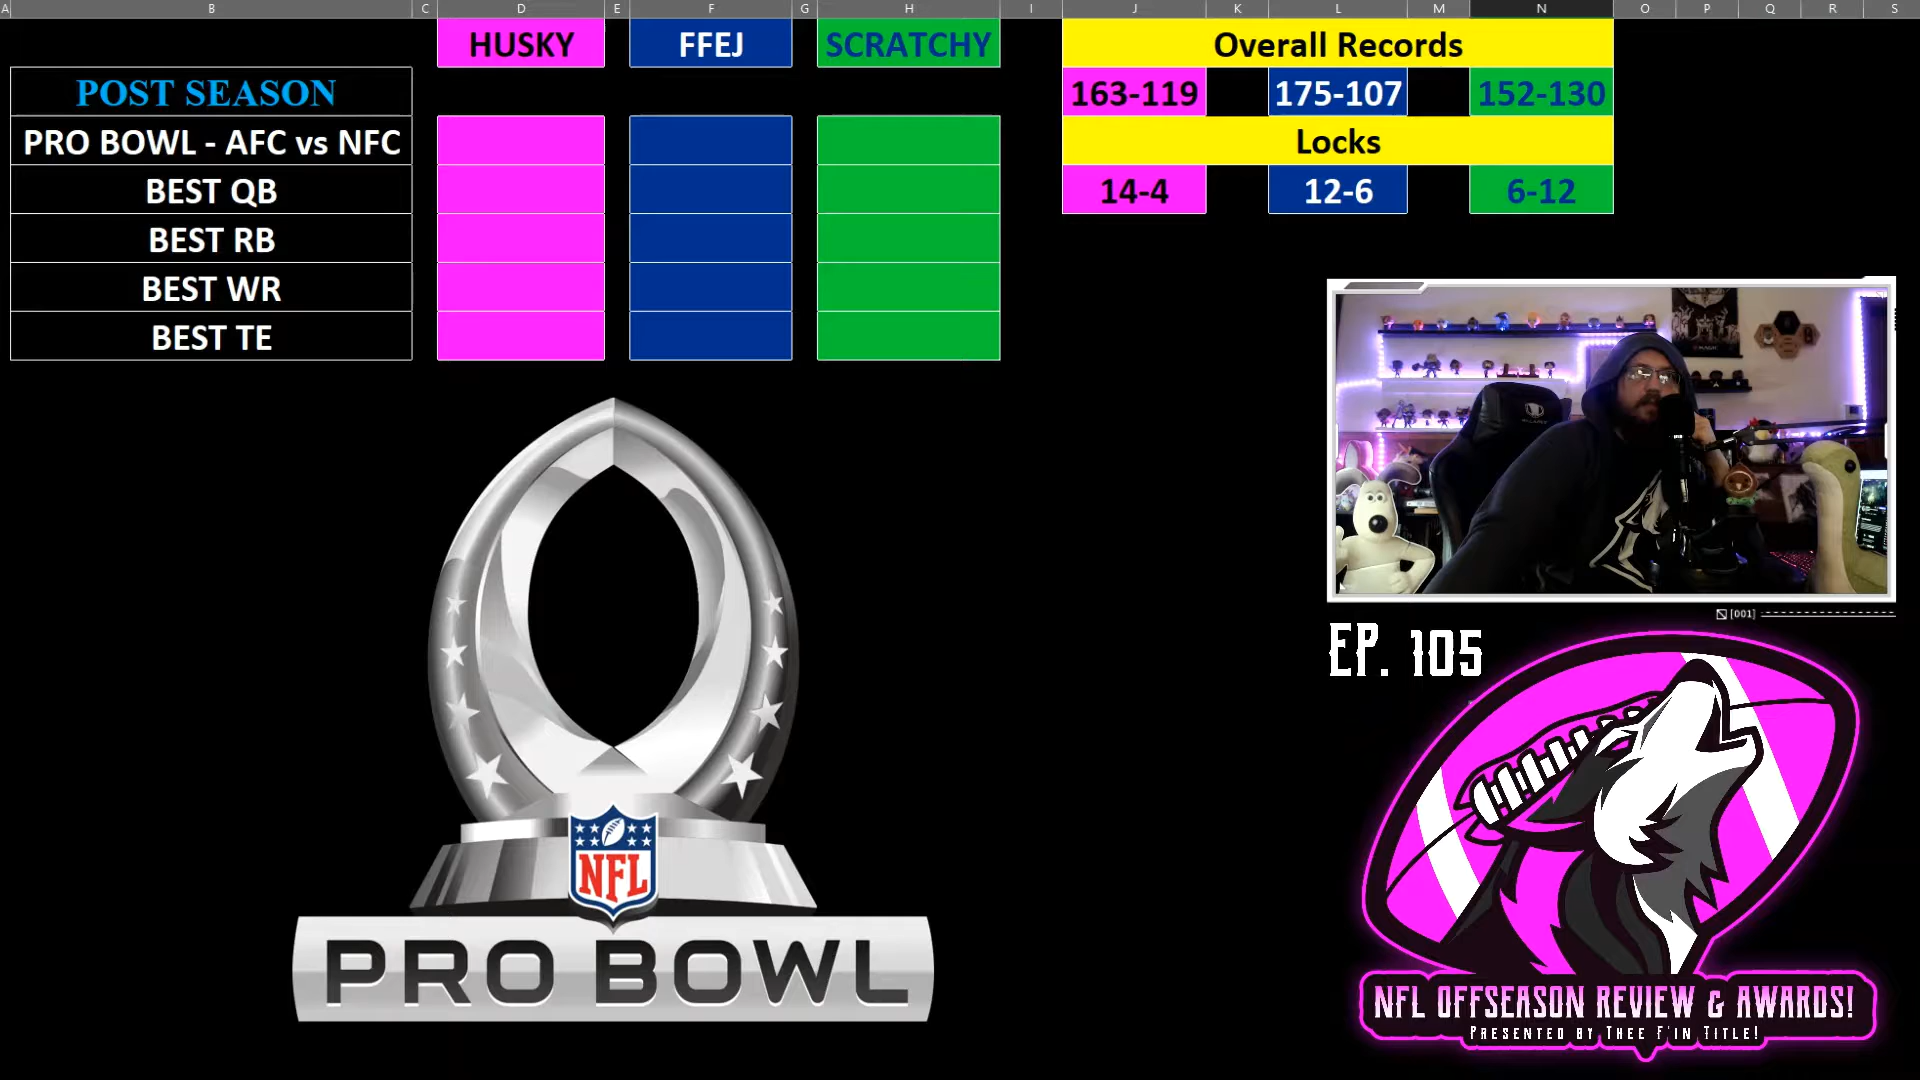 A B C D E F G H I J K L M N O P Q R S
HUSKY FFEJ SCRATCHY Overall Records
POST SEASON 163-119 175-107 152-130
PRO BOWL - AFC vs NFC Locks
BEST QB 14-4 12-6 6-12
BEST RB
BEST WR
BEST TE
[001]
EP. 105
NFL
PRO BOWL
NFL OFFSEASON REVIEW & AWARDS!
PRESENTED BY THEE F'IN TITLE!